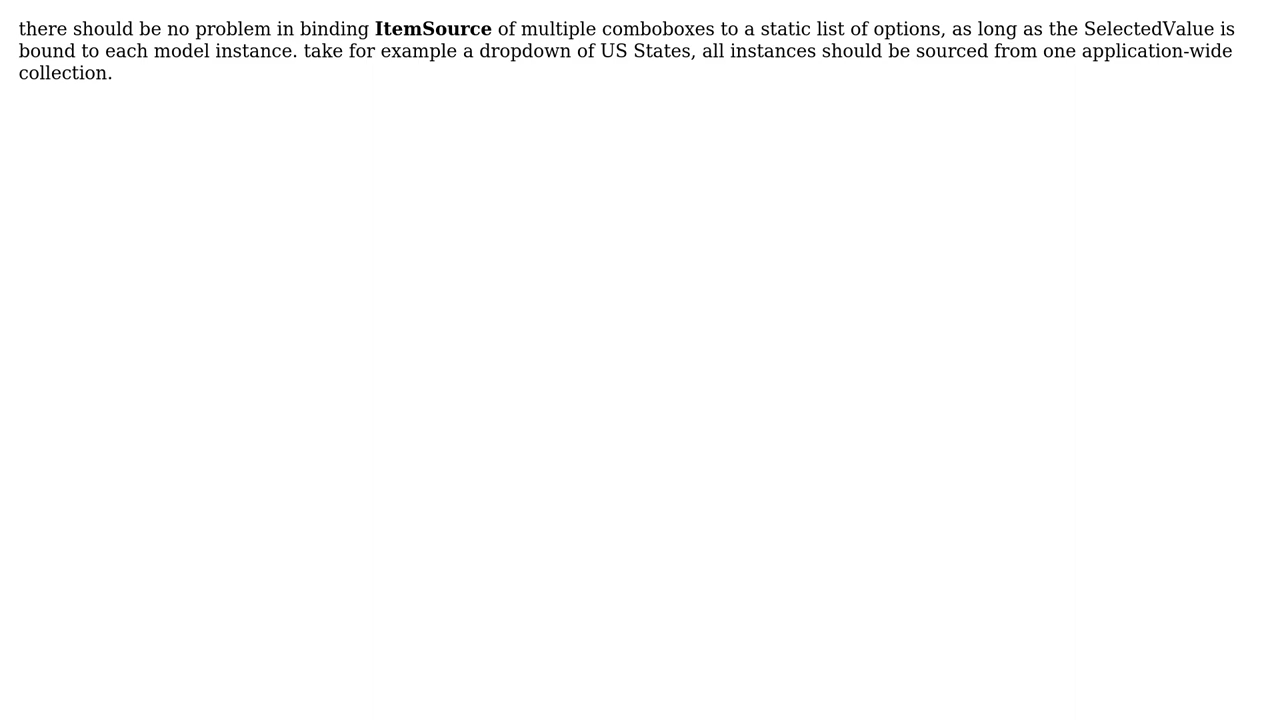 there should be no problem in binding ItemSource of multiple comboboxes to a static list of options, as long as the SelectedValue is
bound to each model instance. take for example a dropdown of US States, all instances should be sourced from one application-wide
collection.